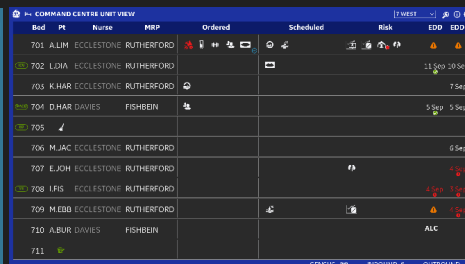 COMMAND CENTRE UNIT VIEW 7 WEST
Bed Pt Nurse MRP Ordered Scheduled Risk EDD EDD
701 A.LIM ECCLESTONE RUTHERFORD
702 L.DIA ECCLESTONE RUTHERFORD 11 Sep 10 Sep
703 K.HAR ECCLESTONE RUTHERFORD 7 Sep
704 D.HAR DAVIES FISHBEIN 5 Sep 5 Sep
705
706 M.JAC ECCLESTONE RUTHERFORD 6 Sep
707 E.JOH ECCLESTONE RUTHERFORD
708 I.FIS ECCLESTONE RUTHERFORD
709 M.EBB ECCLESTONE RUTHERFORD
710 A.BUR DAVIES FISHBEIN ALC
711